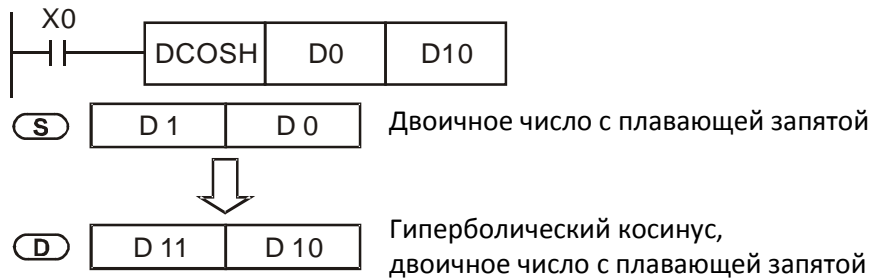 X0
DCOSH D0 D10
S D 1 D 0 Двоичное число с плавающей запятой
D D 11 D 10 Гиперболический косинус,
двоичное число с плавающей запятой